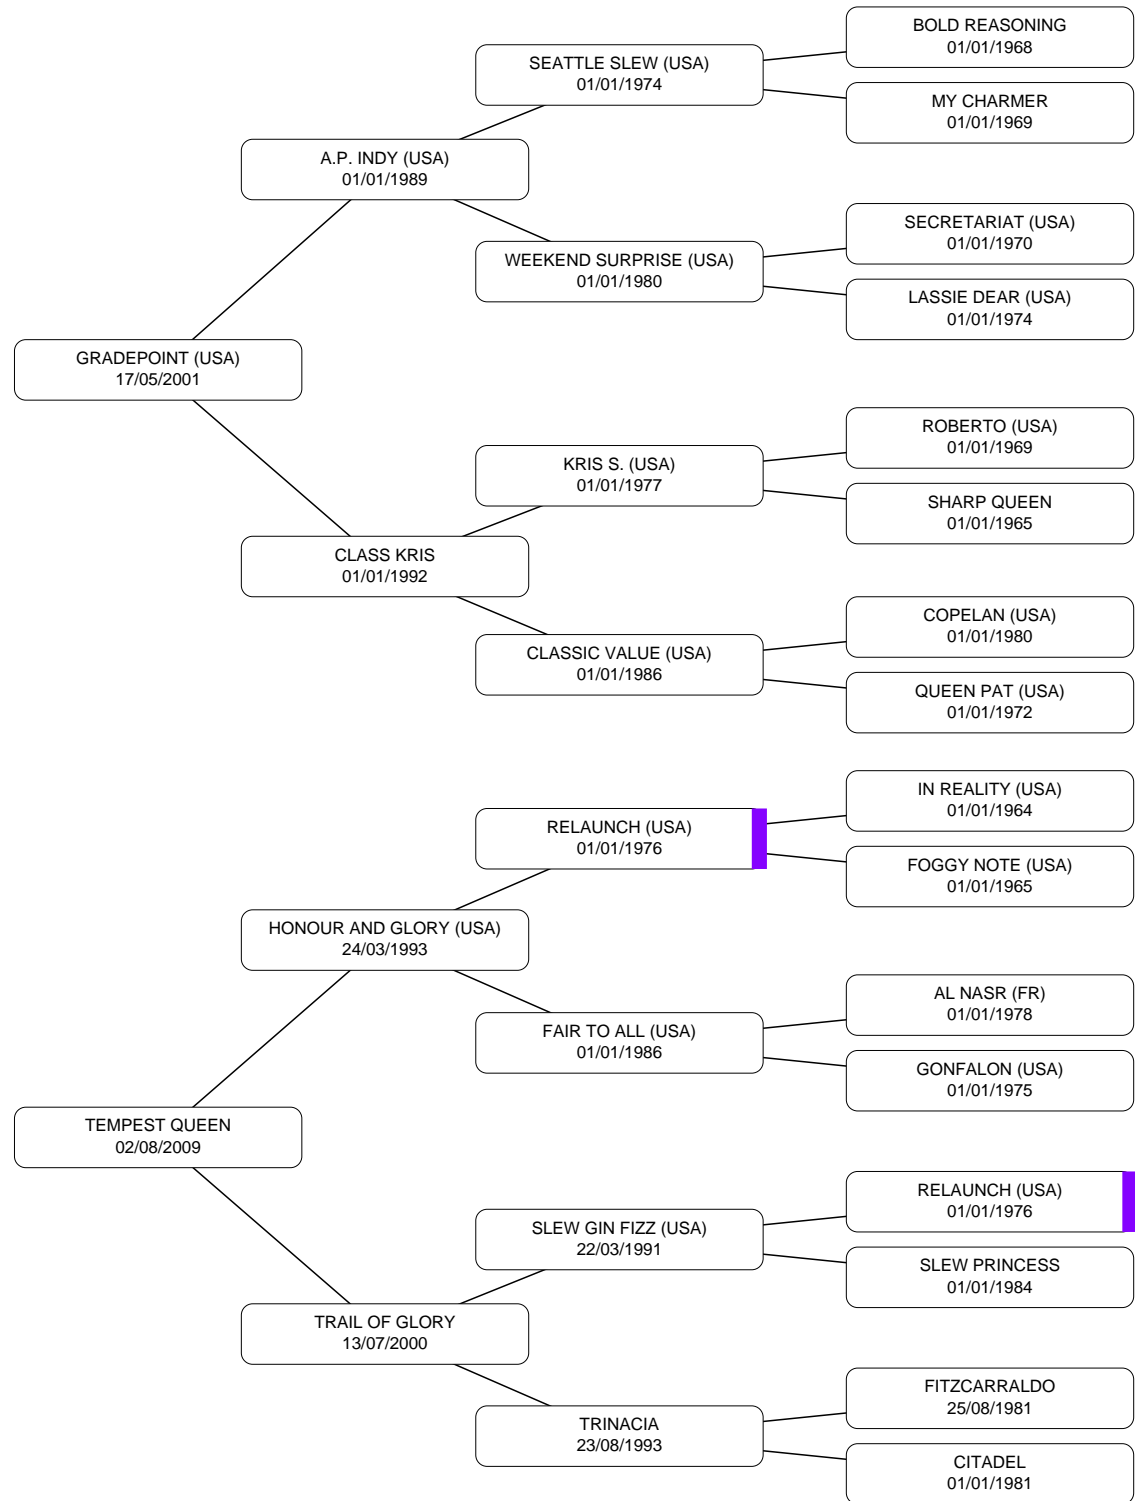 BOLD REASONING
01/01/1968
SEATTLE SLEW (USA)
01/01/1974
MY CHARMER
01/01/1969
A.P. INDY (USA)
01/01/1989
SECRETARIAT (USA)
01/01/1970
WEEKEND SURPRISE (USA)
01/01/1980
LASSIE DEAR (USA)
01/01/1974
GRADEPOINT (USA)
17/05/2001
ROBERTO (USA)
01/01/1969
KRIS S. (USA)
01/01/1977
SHARP QUEEN
01/01/1965
CLASS KRIS
01/01/1992
COPELAN (USA)
01/01/1980
CLASSIC VALUE (USA)
01/01/1986
QUEEN PAT (USA)
01/01/1972
IN REALITY (USA)
01/01/1964
RELAUNCH (USA)
01/01/1976
FOGGY NOTE (USA)
01/01/1965
HONOUR AND GLORY (USA)
24/03/1993
AL NASR (FR)
01/01/1978
FAIR TO ALL (USA)
01/01/1986
GONFALON (USA)
01/01/1975
TEMPEST QUEEN
02/08/2009
RELAUNCH (USA)
01/01/1976
SLEW GIN FIZZ (USA)
22/03/1991
SLEW PRINCESS
01/01/1984
TRAIL OF GLORY
13/07/2000
FITZCARRALDO
25/08/1981
TRINACIA
23/08/1993
CITADEL
01/01/1981